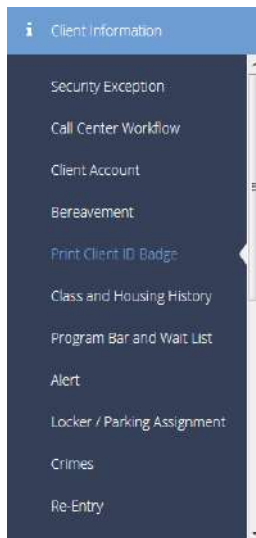 i Client Information
Security Exception
Call Center Workflow
Client Account
Bereavement
Print Client ID Badge
Class and Housing History
Program Bar and Wait List
Alert
Locker / Parking Assignment
Crimes
Re-Entry